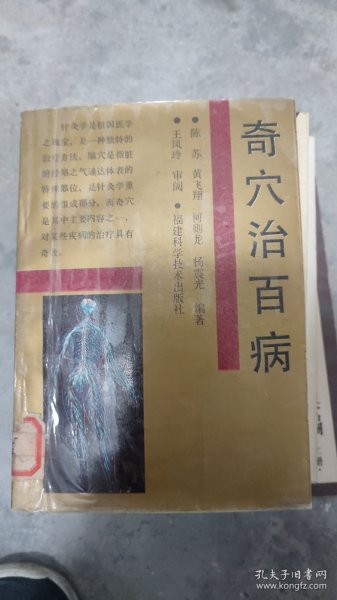 奇穴治百病
●陈苏 黄飞翔 柯则龙 杨震光 编著
●王凤玲 审阅 ●福建科学技术出版社
针灸学是祖国医学
之瑰宝,是一种独特的
治疗方法。腧穴是指脏
腑经络之气通达体表的
特殊部位,是针灸学重
要的组成部分,而奇穴
是其中主要内容之一,
对某些疾病的治疗具有
奇效。
孔夫子旧书网
www.kongfz.com